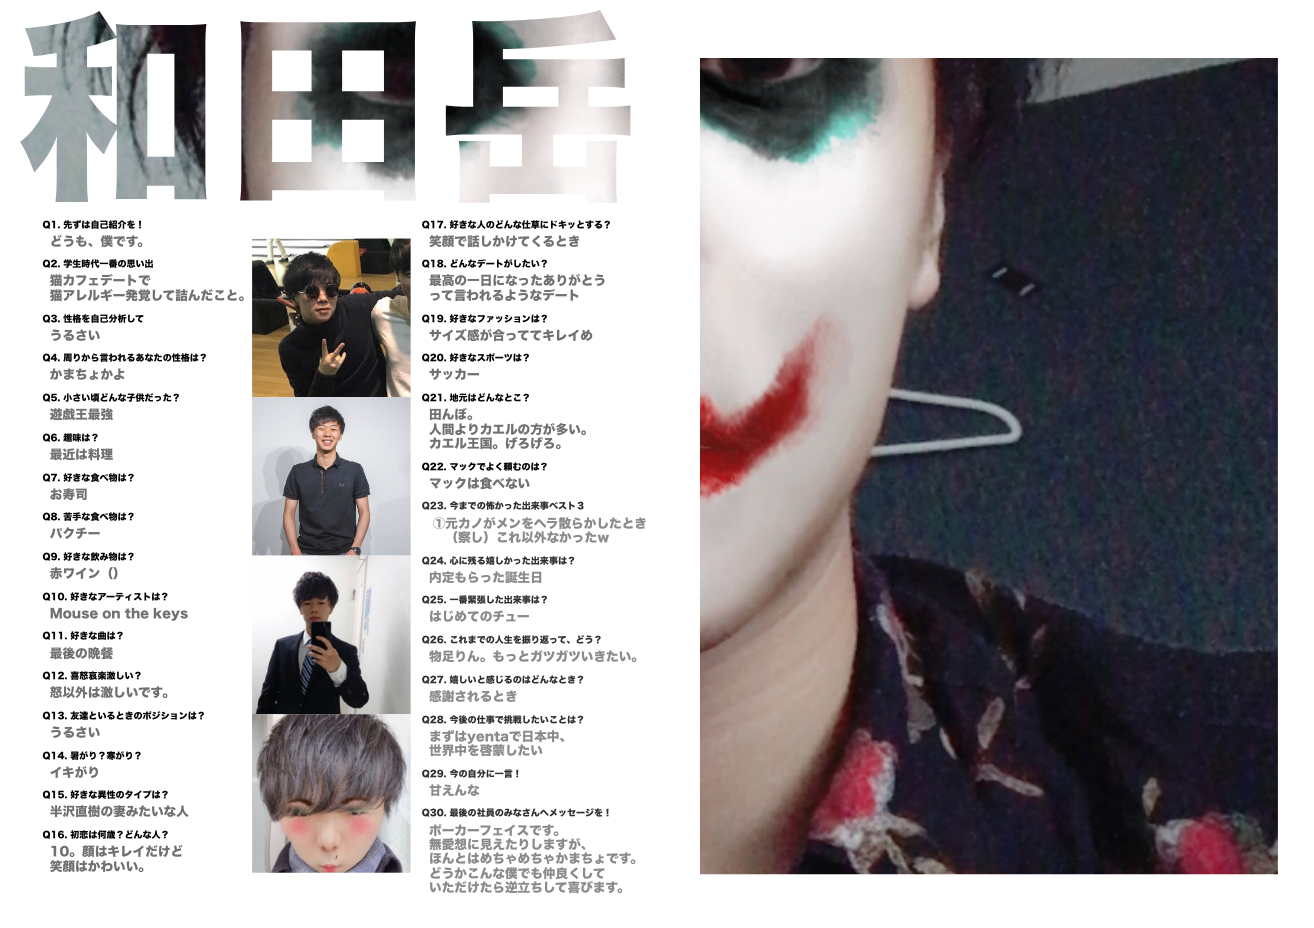 和田岳
Q1. 先ずは自己紹介を！
どうも、僕です。
Q2. 学生時代一番の思い出
猫カフェデートで
猫アレルギー発覚して詰んだこと。
Q3. 性格を自己分析して
うるさい
Q4. 周りから言われるあなたの性格は？
かまちょかよ
Q5. 小さい頃どんな子供だった？
遊戯王最強
Q6. 趣味は？
最近は料理
Q7. 好きな食べ物は？
お寿司
Q8. 苦手な食べ物は？
パクチー
Q9. 好きな飲み物は？
赤ワイン（）
Q10. 好きなアーティストは？
Mouse on the keys
Q11. 好きな曲は？
最後の晩餐
Q12. 喜怒哀楽激しい？
怒以外は激しいです。
Q13. 友達といるときのポジションは？
うるさい
Q14. 暑がり？寒がり？
イキがり
Q15. 好きな異性のタイプは？
半沢直樹の妻みたいな人
Q16. 初恋は何歳？どんな人？
10。顔はキレイだけど
笑顔はかわいい。
Q17. 好きな人のどんな仕草にドキッとする？
笑顔で話しかけてくるとき
Q18. どんなデートがしたい？
最高の一日になったありがとう
って言われるようなデート
Q19. 好きなファッションは？
サイズ感が合っててキレイめ
Q20. 好きなスポーツは？
サッカー
Q21. 地元はどんなとこ？
田んぼ。
人間よりカエルの方が多い。
カエル王国。げろげろ。
Q22. マックでよく頼むのは？
マックは食べない
Q23. 今までの怖かった出来事ベスト３
①元カノがメンをヘラ散らかしたとき
（察し）これ以外なかったw
Q24. 心に残る嬉しかった出来事は？
内定もらった誕生日
Q25. 一番緊張した出来事は？
はじめてのチュー
Q26. これまでの人生を振り返って、どう？
物足りん。もっとガツガツいきたい。
Q27. 嬉しいと感じるのはどんなとき？
感謝されるとき
Q28. 今後の仕事で挑戦したいことは？
まずはyentaで日本中、
世界中を啓蒙したい
Q29. 今の自分に一言！
甘えんな
Q30. 最後の社員のみなさんへメッセージを！
ポーカーフェイスです。
無愛想に見えたりしますが、
ほんとはめちゃめちゃかまちょです。
どうかこんな僕でも仲良くして
いただけたら逆立ちして喜びます。